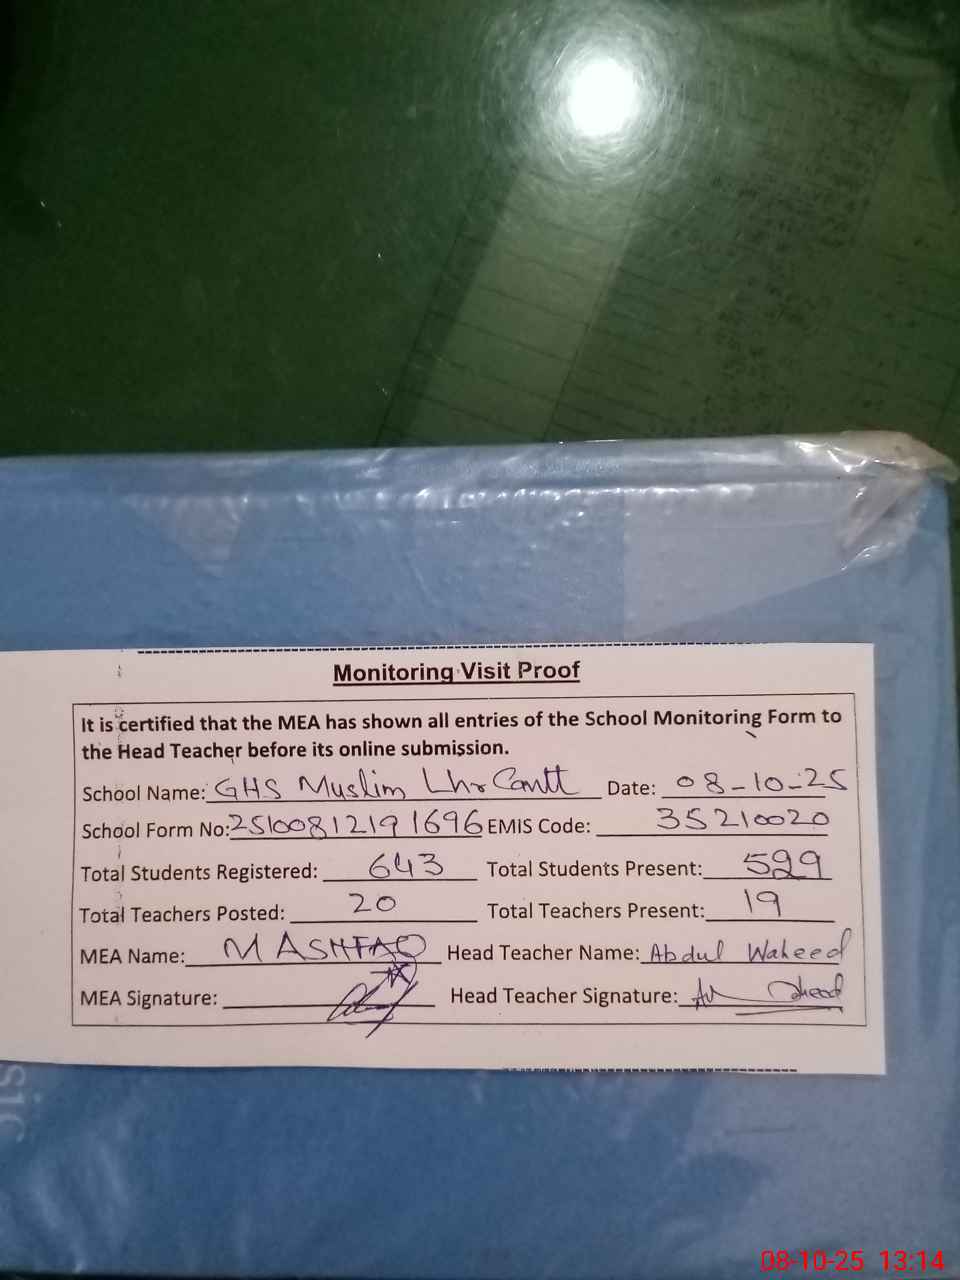 Monitoring Visit Proof
It is certified that the MEA has shown all entries of the School Monitoring Form to
the Head Teacher before its online submission.
School Name: GHS Muslim Lhr Cantt Date: 08-10-25
School Form No: 25100812191696 EMIS Code: 35210020
Total Students Registered: 643 Total Students Present: 529
Total Teachers Posted: 20 Total Teachers Present: 19
MEA Name: M ASHFAQ Head Teacher Name: Abdul Waheed
MEA Signature: Head Teacher Signature:
sic
08-10-25 13:14